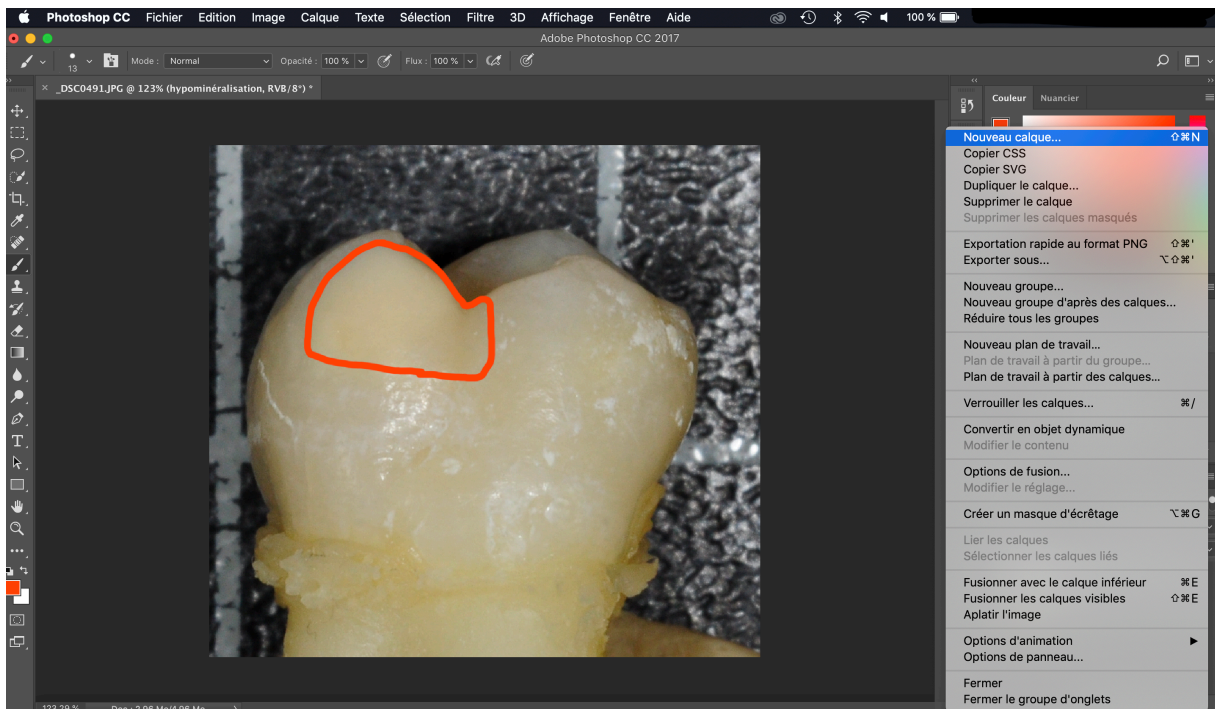 Photoshop CC Fichier Edition Image Calque Texte Sélection Filtre 3D Affichage Fenêtre Aide 100 %
Adobe Photoshop CC 2017
13 Mode : Normal Opacité : 100 % Flux : 100 %
× _DSC0491.JPG @ 123% (hypominéralisation, RVB/8*) *
Couleur Nuancier
Nouveau calque... ⇧⌘N
Copier CSS
Copier SVG
Dupliquer le calque...
Supprimer le calque
Supprimer les calques masqués
Exportation rapide au format PNG ⇧⌘'
Exporter sous... ⌥⇧⌘'
Nouveau groupe...
Nouveau groupe d'après des calques...
Réduire tous les groupes
Nouveau plan de travail...
Plan de travail à partir du groupe...
Plan de travail à partir des calques...
Verrouiller les calques... ⌘/
Convertir en objet dynamique
Modifier le contenu
Options de fusion...
Modifier le réglage...
Créer un masque d'écrêtage ⌥⌘G
Lier les calques
Sélectionner les calques liés
Fusionner avec le calque inférieur ⌘E
Fusionner les calques visibles ⇧⌘E
Aplatir l'image
Options d'animation ▶
Options de panneau...
Fermer
Fermer le groupe d'onglets